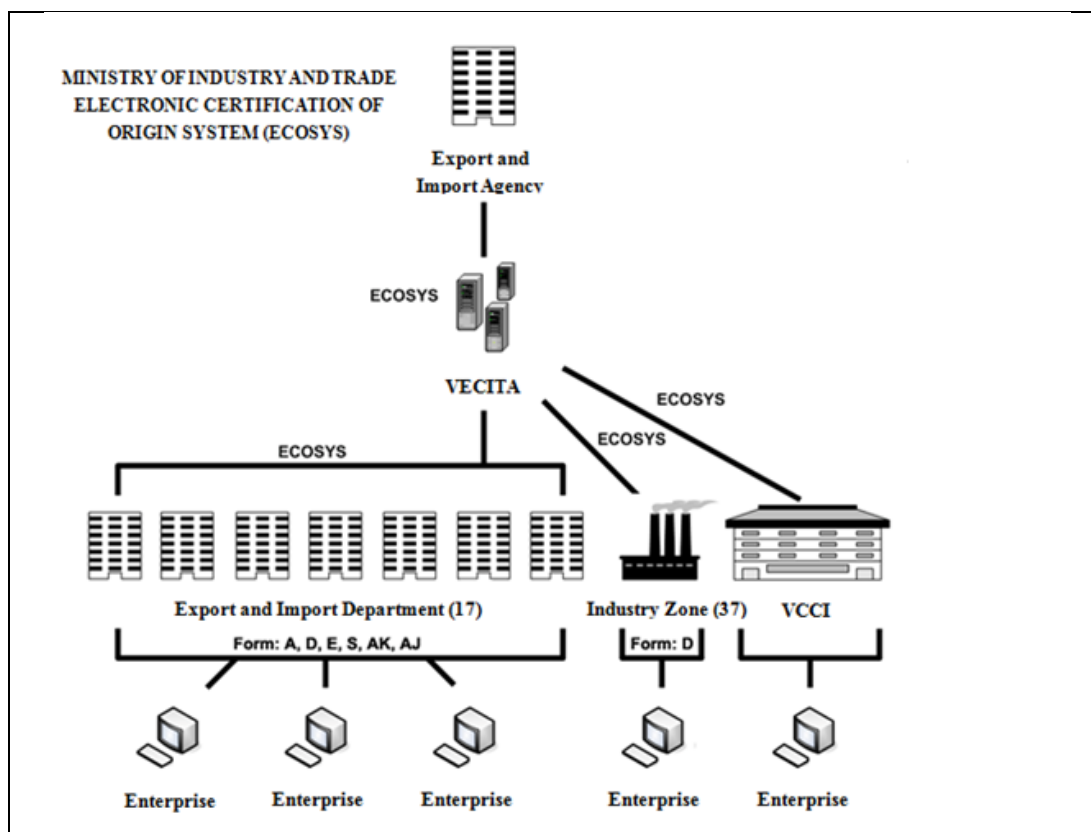 MINISTRY OF INDUSTRY AND TRADE
ELECTRONIC CERTIFICATION OF
ORIGIN SYSTEM (ECOSYS)
Export and
Import Agency
ECOSYS
VECITA
ECOSYS
ECOSYS
ECOSYS
Export and Import Department (17)
Industry Zone (37)
VCCI
Form: A, D, E, S, AK, AJ
Form: D
Enterprise
Enterprise
Enterprise
Enterprise
Enterprise